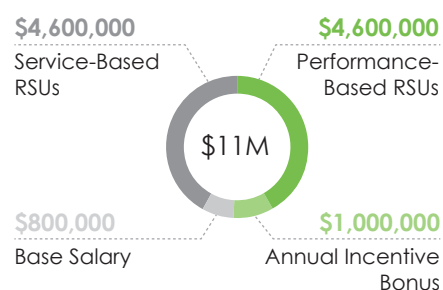 $4,600,000
Service-Based
RSUs
$4,600,000
Performance-
Based RSUs
$11M
$800,000
Base Salary
$1,000,000
Annual Incentive
Bonus